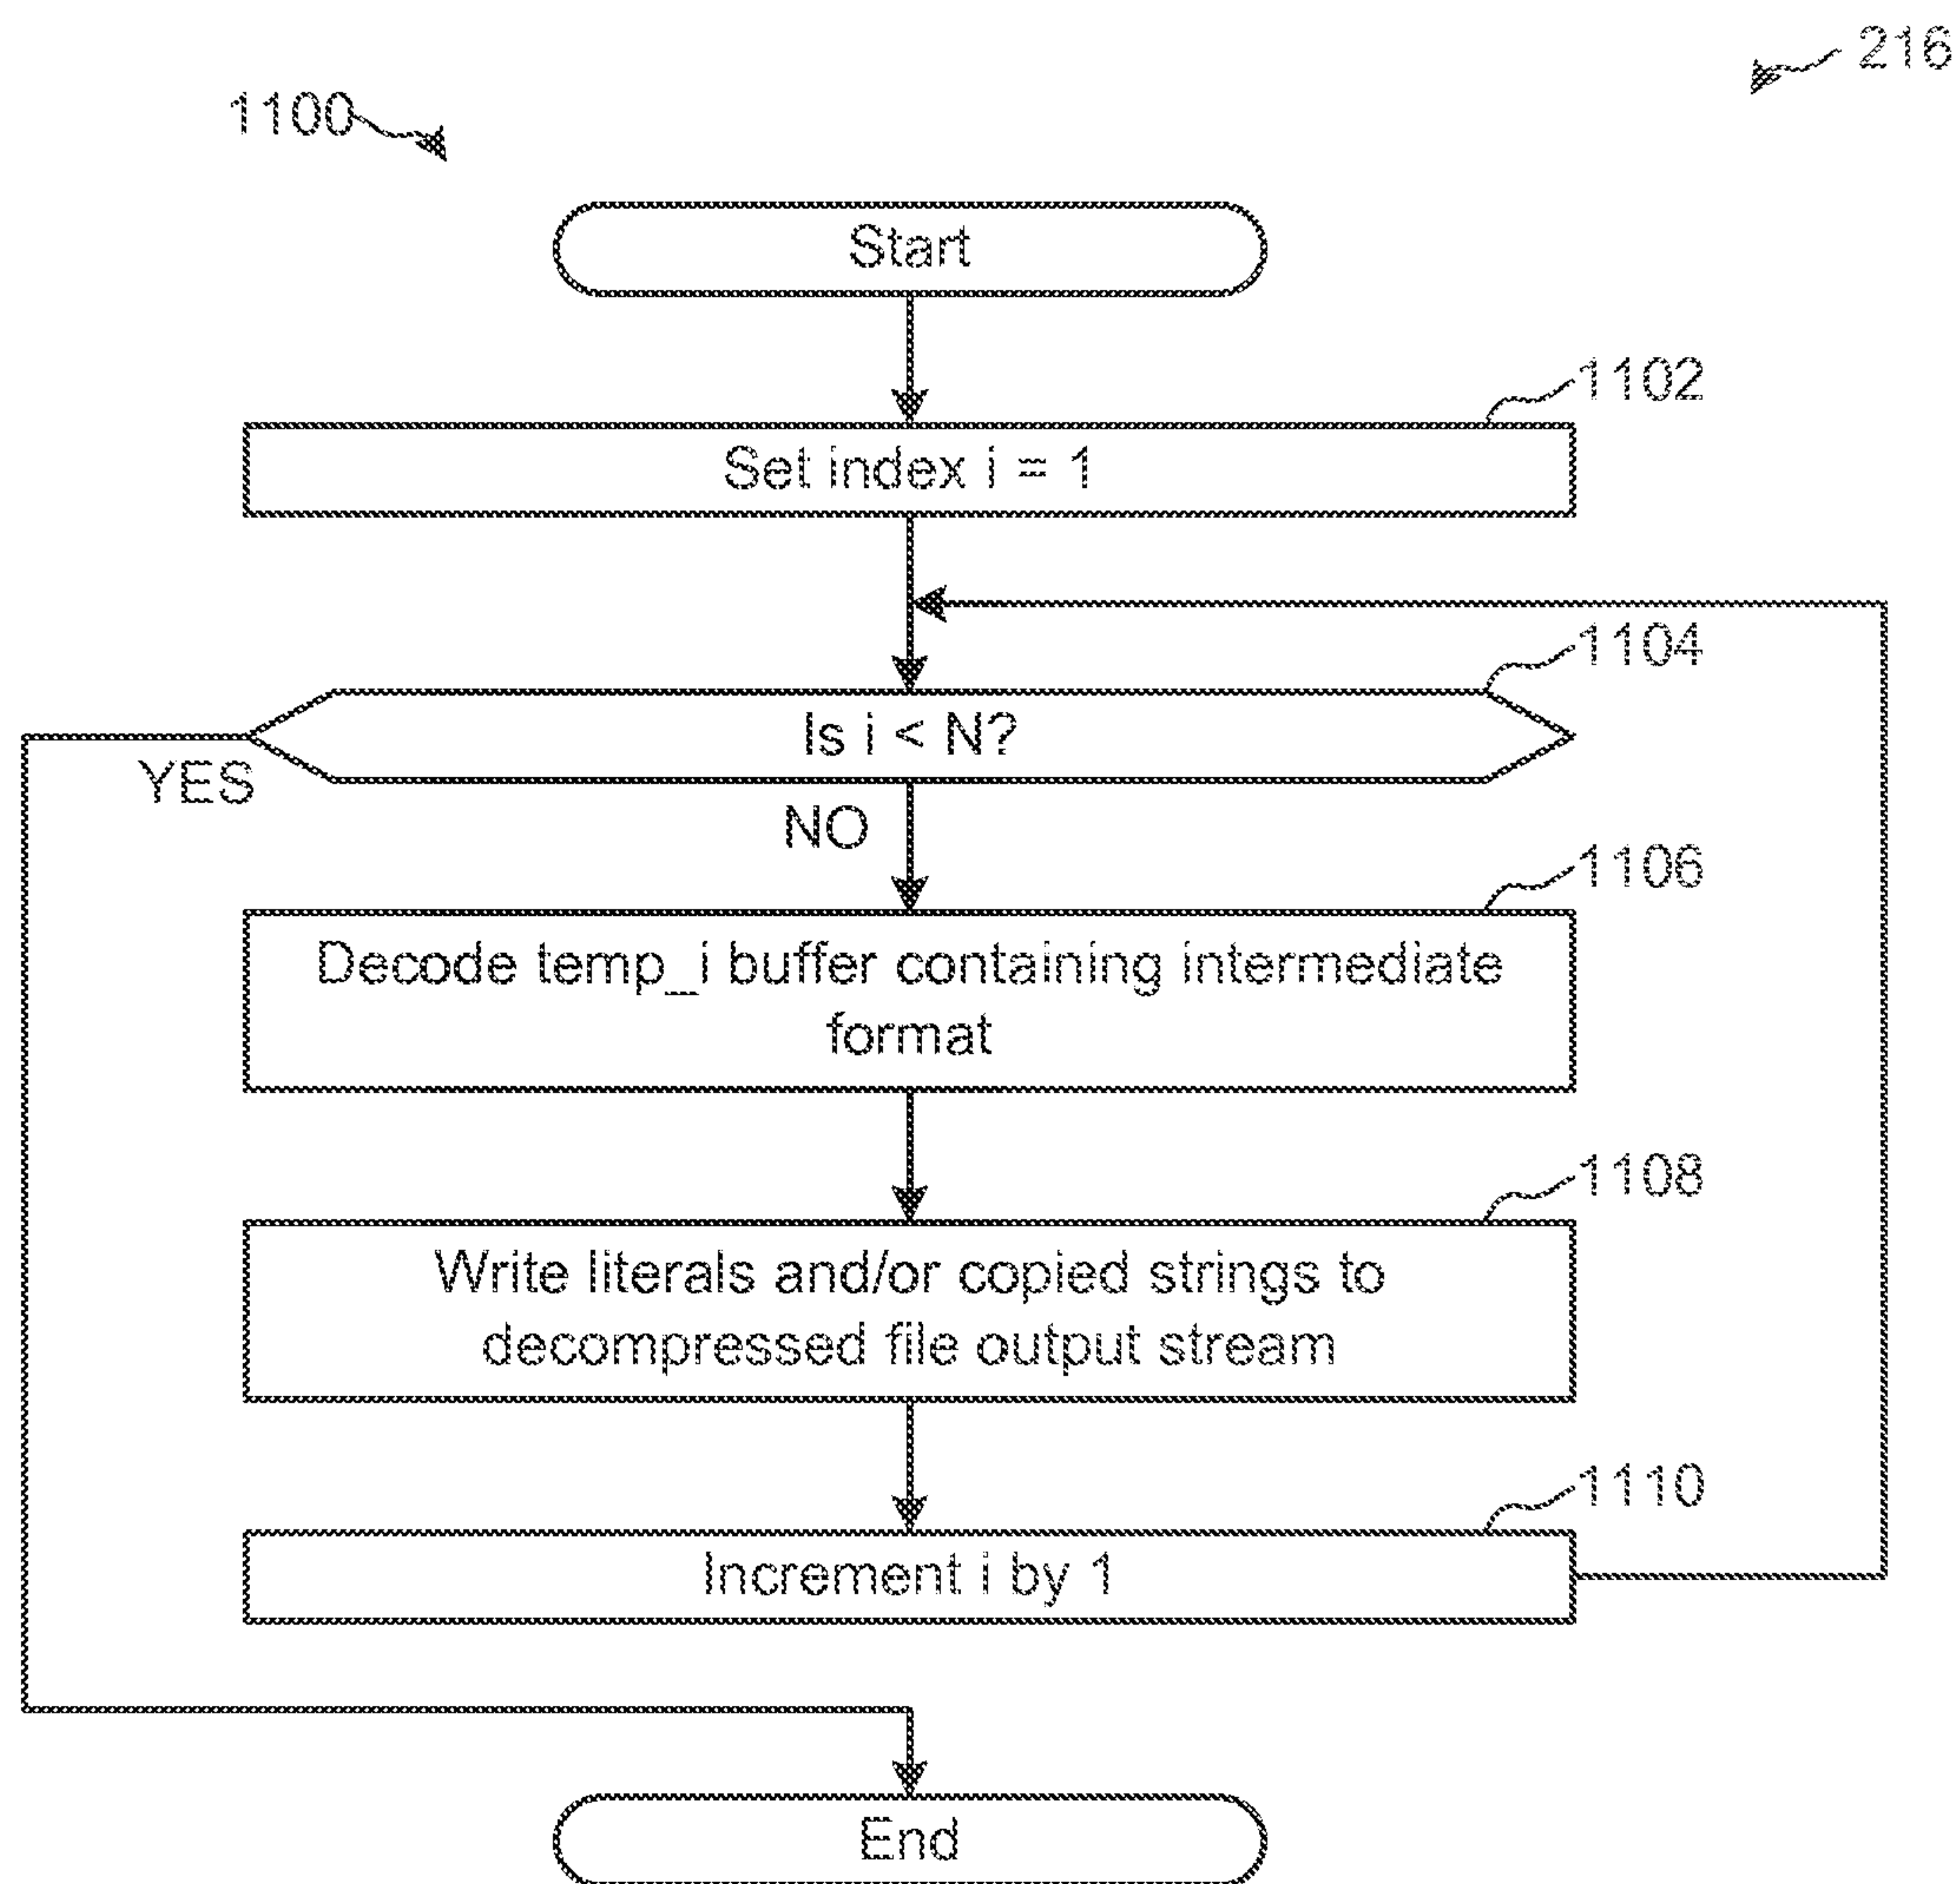 216
1100
Start
1102
Set index i = 1
1104
Is i < N?
YES
NO
1106
Decode temp_i buffer containing intermediate
format
1108
Write literals and/or copied strings to
decompressed file output stream
1110
Increment i by 1
End